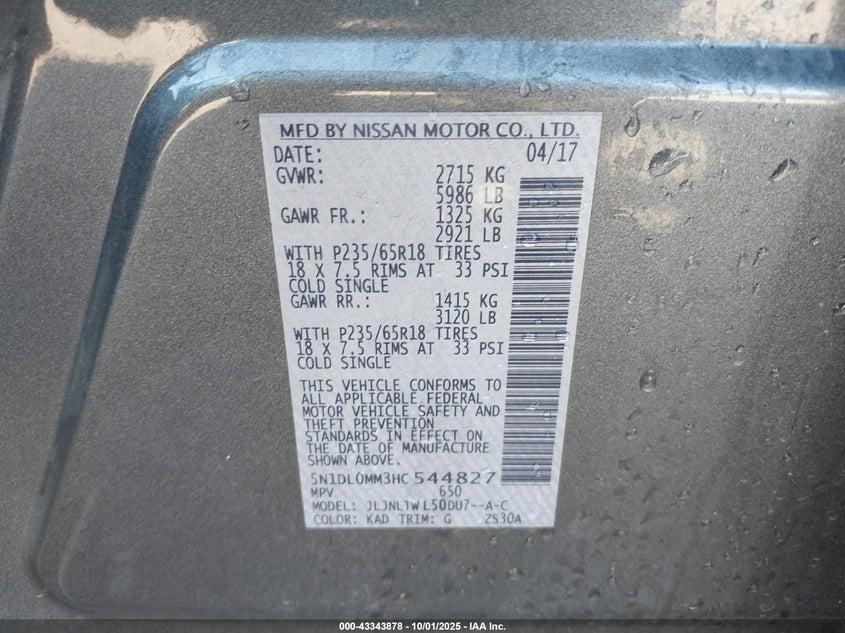 MFD BY NISSAN MOTOR CO., LTD.
DATE: 04/17
GVWR: 2715 KG
5986 LB
GAWR FR.: 1325 KG
2921 LB
WITH P235/65R18 TIRES
18 X 7.5 RIMS AT 33 PSI
COLD SINGLE
GAWR RR.: 1415 KG
3120 LB
WITH P235/65R18 TIRES
18 X 7.5 RIMS AT 33 PSI
COLD SINGLE
THIS VEHICLE CONFORMS TO
ALL APPLICABLE FEDERAL
MOTOR VEHICLE SAFETY AND
THEFT PREVENTION
STANDARDS IN EFFECT ON
THE DATE OF MANUFACTURE
SHOWN ABOVE.
5N1DL0MM3HC544827
MPV 650
MODEL: JLJNLTWL50DU7--A-C
COLOR: KAD TRIM: G ZS30A
000-43343878 - 10/01/2025 - IAA Inc.